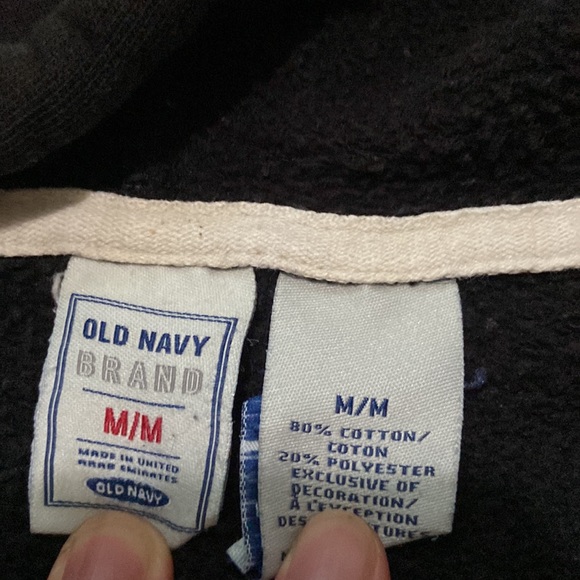 OLD NAVY
BRAND
M/M
MADE IN UNITED
ARAB EMIRATES
OLD NAVY
M/M
80% COTTON/
COTON
20% POLYESTER
EXCLUSIVE OF
DECORATION/
À L'EXCEPTION